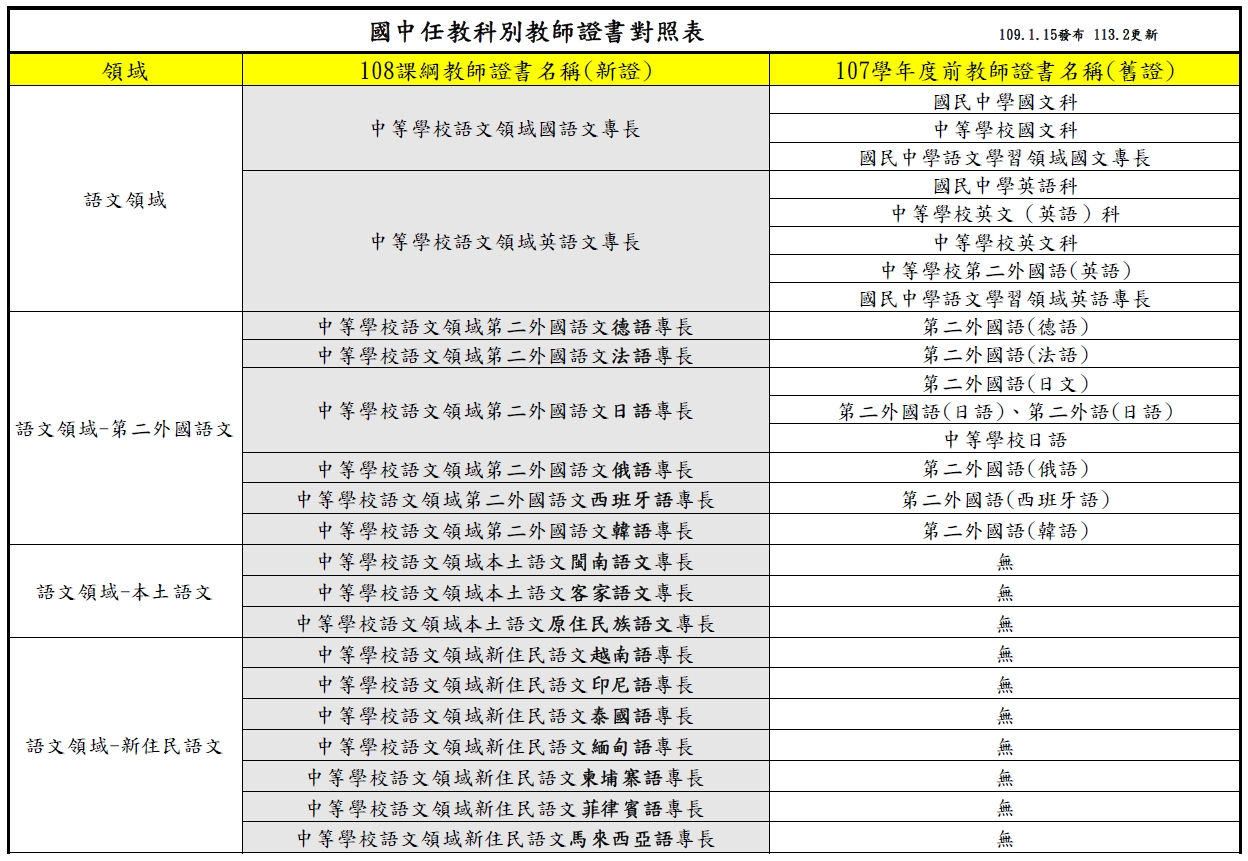 國中任教科別教師證書對照表 109.1.15發布 113.2更新
領域 108課綱教師證書名稱(新證) 107學年度前教師證書名稱(舊證)
語文領域
中等學校語文領域國語文專長
國民中學國文科
中等學校國文科
國民中學語文學習領域國文專長
中等學校語文領域英語文專長
國民中學英語科
中等學校英文（英語）科
中等學校英文科
中等學校第二外國語(英語)
國民中學語文學習領域英語專長
語文領域-第二外國語文
中等學校語文領域第二外國語文德語專長 第二外國語(德語)
中等學校語文領域第二外國語文法語專長 第二外國語(法語)
中等學校語文領域第二外國語文日語專長
第二外國語(日文)
第二外國語(日語)、第二外語(日語)
中等學校日語
中等學校語文領域第二外國語文俄語專長 第二外國語(俄語)
中等學校語文領域第二外國語文西班牙語專長 第二外國語(西班牙語)
中等學校語文領域第二外國語文韓語專長 第二外國語(韓語)
語文領域-本土語文
中等學校語文領域本土語文閩南語文專長 無
中等學校語文領域本土語文客家語文專長 無
中等學校語文領域本土語文原住民族語文專長 無
語文領域-新住民語文
中等學校語文領域新住民語文越南語專長 無
中等學校語文領域新住民語文印尼語專長 無
中等學校語文領域新住民語文泰國語專長 無
中等學校語文領域新住民語文緬甸語專長 無
中等學校語文領域新住民語文柬埔寨語專長 無
中等學校語文領域新住民語文菲律賓語專長 無
中等學校語文領域新住民語文馬來西亞語專長 無